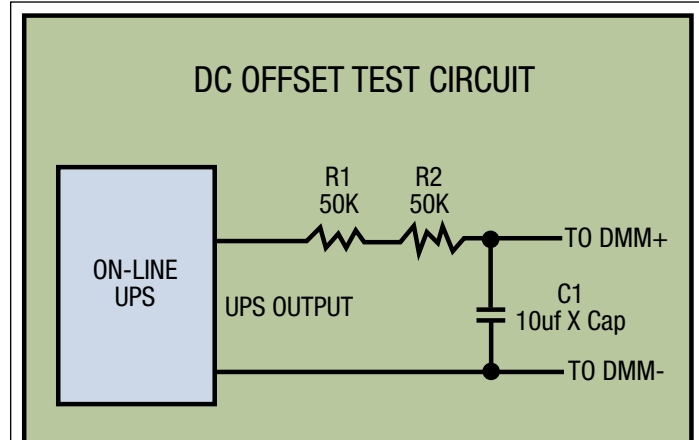 DC OFFSET TEST CIRCUIT
R1
50K
R2
50K
TO DMM+
ON-LINE
UPS
UPS OUTPUT
C1
10uf X Cap
TO DMM-